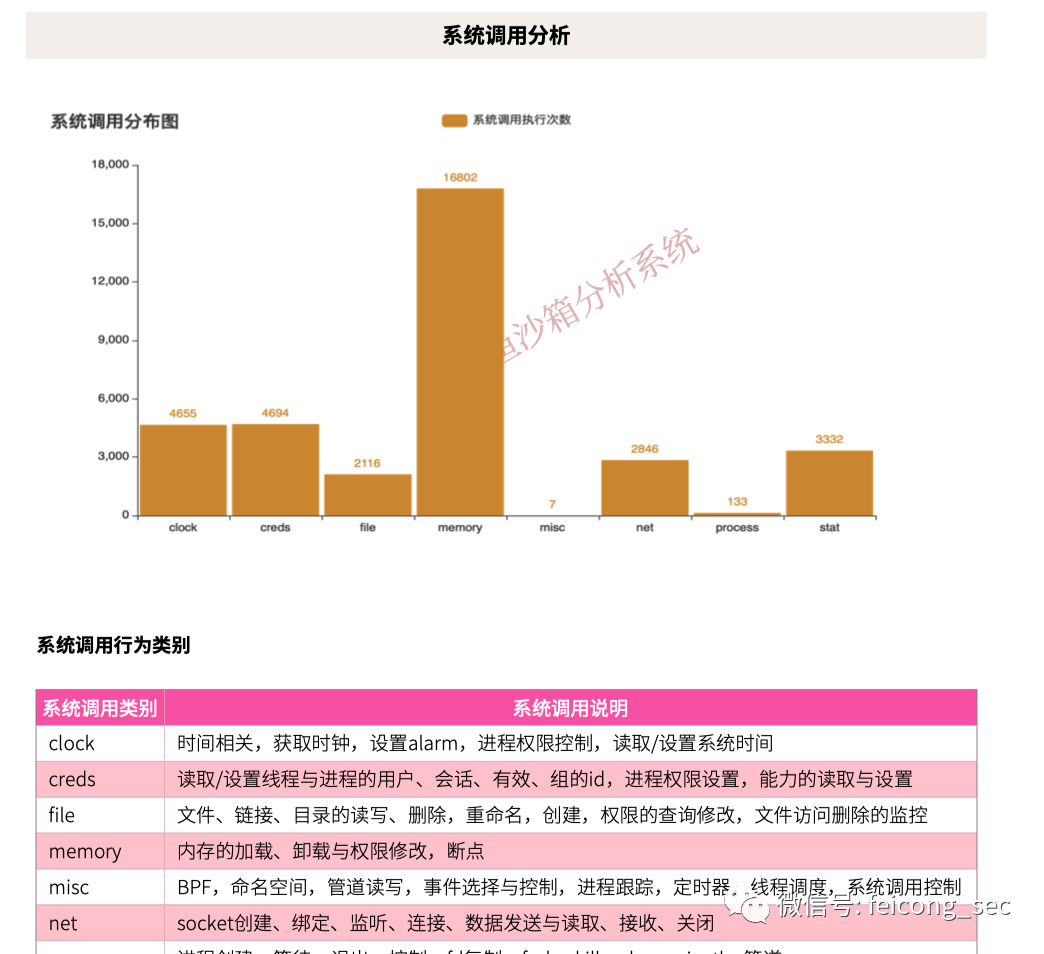 系统调用分析
系统调用分布图
系统调用执行次数
18,000
15,000
12,000
9,000
6,000
3,000
0
4655
4694
2116
16802
7
2846
133
3332
clock
creds
file
memory
misc
net
process
stat
沙箱分析系统
系统调用行为类别
系统调用类别 系统调用说明
clock 时间相关，获取时钟，设置alarm，进程权限控制，读取/设置系统时间
creds 读取/设置线程与进程的用户、会话、有效、组的id，进程权限设置，能力的读取与设置
file 文件、链接、目录的读写、删除，重命名，创建，权限的查询修改，文件访问删除的监控
memory 内存的加载、卸载与权限修改，断点
misc BPF，命名空间，管道读写，事件选择与控制，进程跟踪，定时器，线程调度，系统调用控制
net socket创建、绑定、监听、连接、数据发送与读取、接收、关闭
微信号: feicong_sec